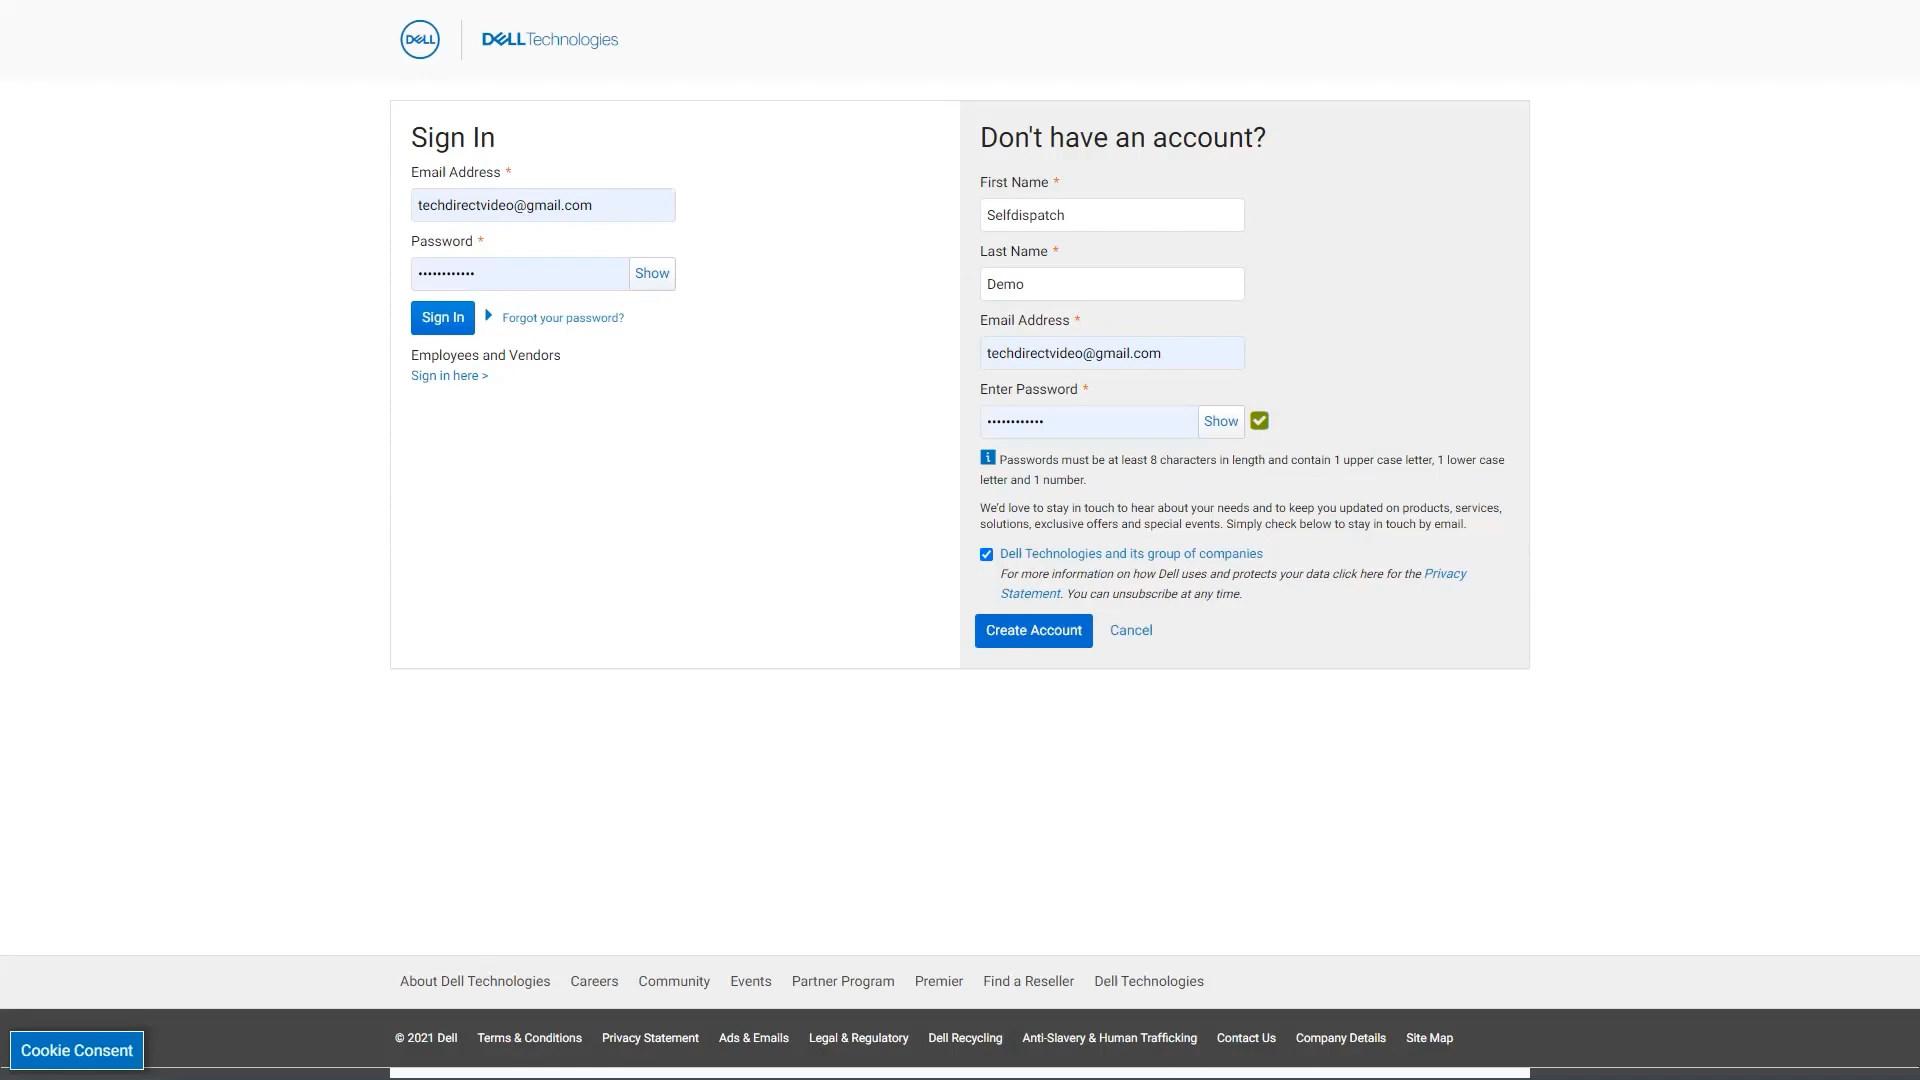 DELL
DELLTechnologies
Sign In
Email Address *
techdirectvideo@gmail.com
Password *
••••••••••••
Show
Sign In
Forgot your password?
Employees and Vendors
Sign in here >
Don't have an account?
First Name *
Selfdispatch
Last Name *
Demo
Email Address *
techdirectvideo@gmail.com
Enter Password *
••••••••••••
Show
i Passwords must be at least 8 characters in length and contain 1 upper case letter, 1 lower case
letter and 1 number.
We'd love to stay in touch to hear about your needs and to keep you updated on products, services,
solutions, exclusive offers and special events. Simply check below to stay in touch by email.
Dell Technologies and its group of companies
For more information on how Dell uses and protects your data click here for the Privacy
Statement. You can unsubscribe at any time.
Create Account
Cancel
About Dell Technologies Careers Community Events Partner Program Premier Find a Reseller Dell Technologies
© 2021 Dell Terms & Conditions Privacy Statement Ads & Emails Legal & Regulatory Dell Recycling Anti-Slavery & Human Trafficking Contact Us Company Details Site Map
Cookie Consent